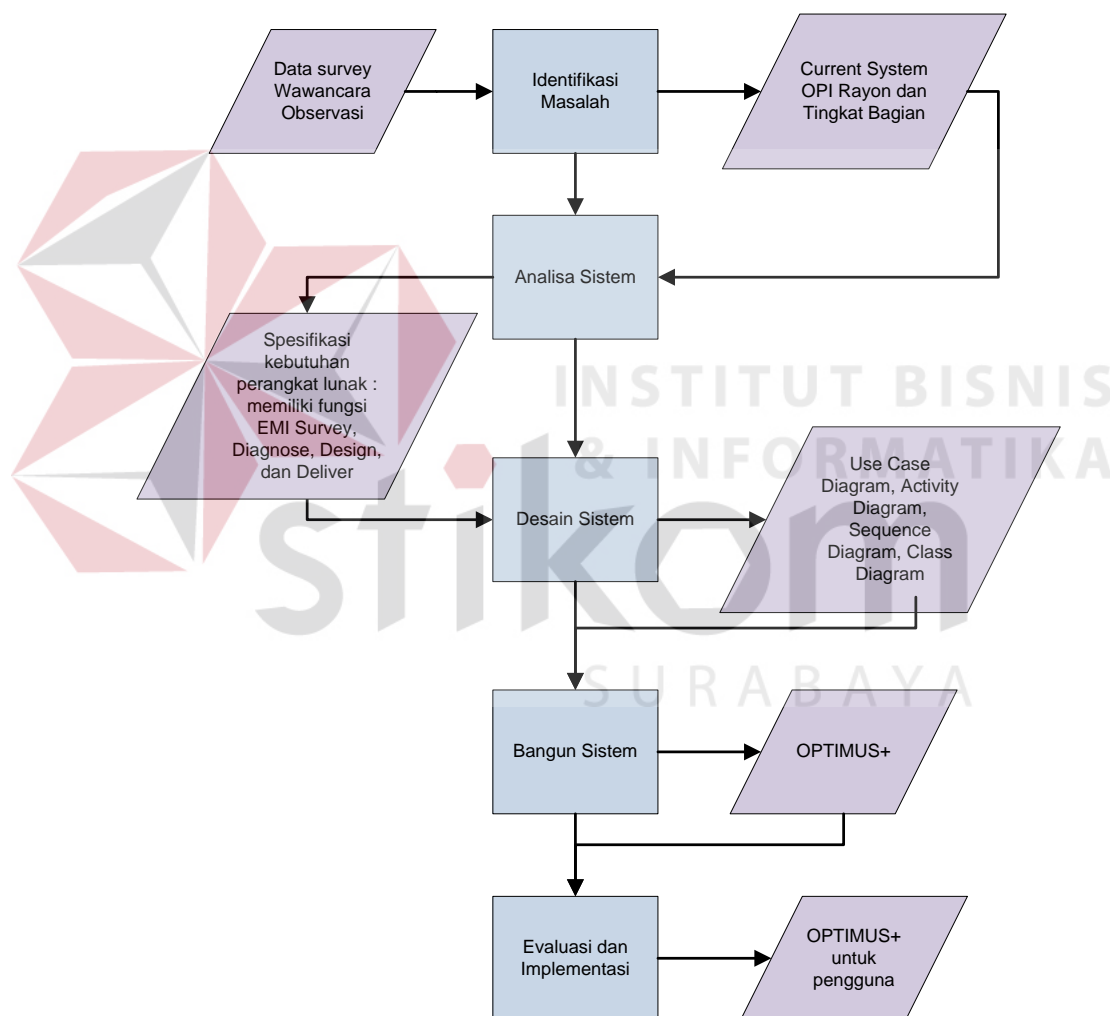 Data survey
Wawancara
Observasi
Identifikasi
Masalah
Current System
OPI Rayon dan
Tingkat Bagian
Analisa Sistem
Spesifikasi
kebutuhan
perangkat lunak :
memiliki fungsi
EMI Survey,
Diagnose, Design,
dan Deliver
INSTITUT BISNIS
& INFORMATIKA
stikom
SURABAYA
Desain Sistem
Use Case
Diagram, Activity
Diagram,
Sequence
Diagram, Class
Diagram
Bangun Sistem
OPTIMUS+
Evaluasi dan
Implementasi
OPTIMUS+
untuk
pengguna